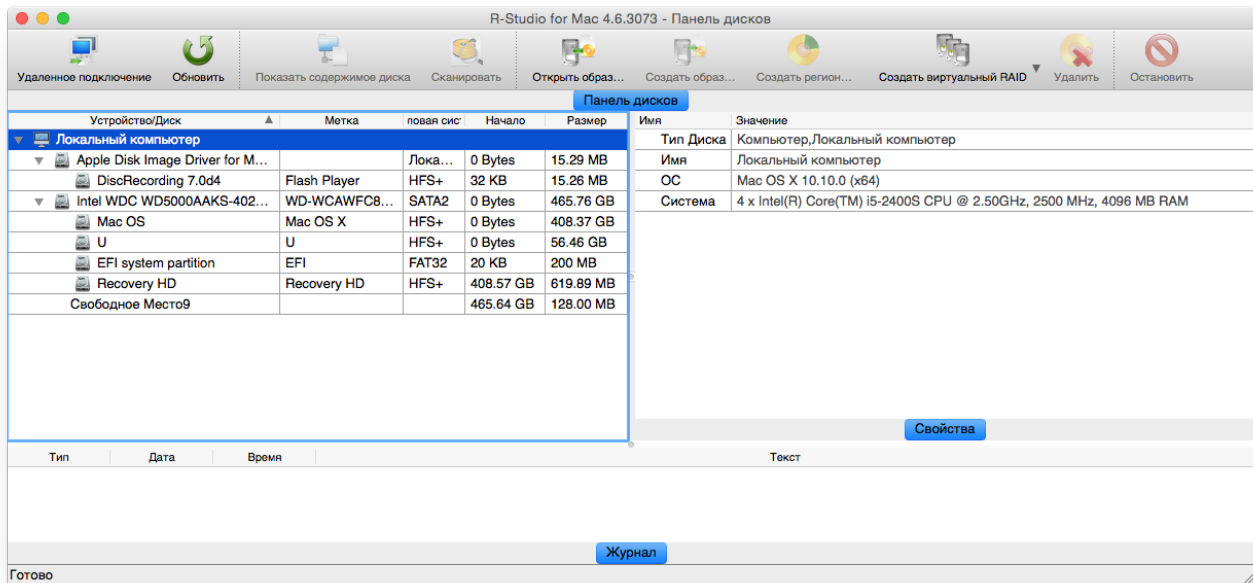 R-Studio for Mac 4.6.3073 - Панель дисков
Удаленное подключение Обновить Показать содержимое диска Сканировать Открыть образ... Создать образ... Создать регион... Создать виртуальный RAID Удалить Остановить
Панель дисков
Устройство/Диск Метка повая сис Начало Размер
Локальный компьютер
Apple Disk Image Driver for M... Лока... 0 Bytes 15.29 MB
DiscRecording 7.0d4 Flash Player HFS+ 32 KB 15.26 MB
Intel WDC WD5000AAKS-402... WD-WCAWFC8... SATA2 0 Bytes 465.76 GB
Mac OS Mac OS X HFS+ 0 Bytes 408.37 GB
U U HFS+ 0 Bytes 56.46 GB
EFI system partition EFI FAT32 20 KB 200 MB
Recovery HD Recovery HD HFS+ 408.57 GB 619.89 MB
Свободное Место9 465.64 GB 128.00 MB
Имя Значение
Тип Диска Компьютер,Локальный компьютер
Имя Локальный компьютер
ОС Mac OS X 10.10.0 (x64)
Система 4 x Intel(R) Core(TM) i5-2400S CPU @ 2.50GHz, 2500 MHz, 4096 MB RAM
Свойства
Тип Дата Время Текст
Журнал
Готово